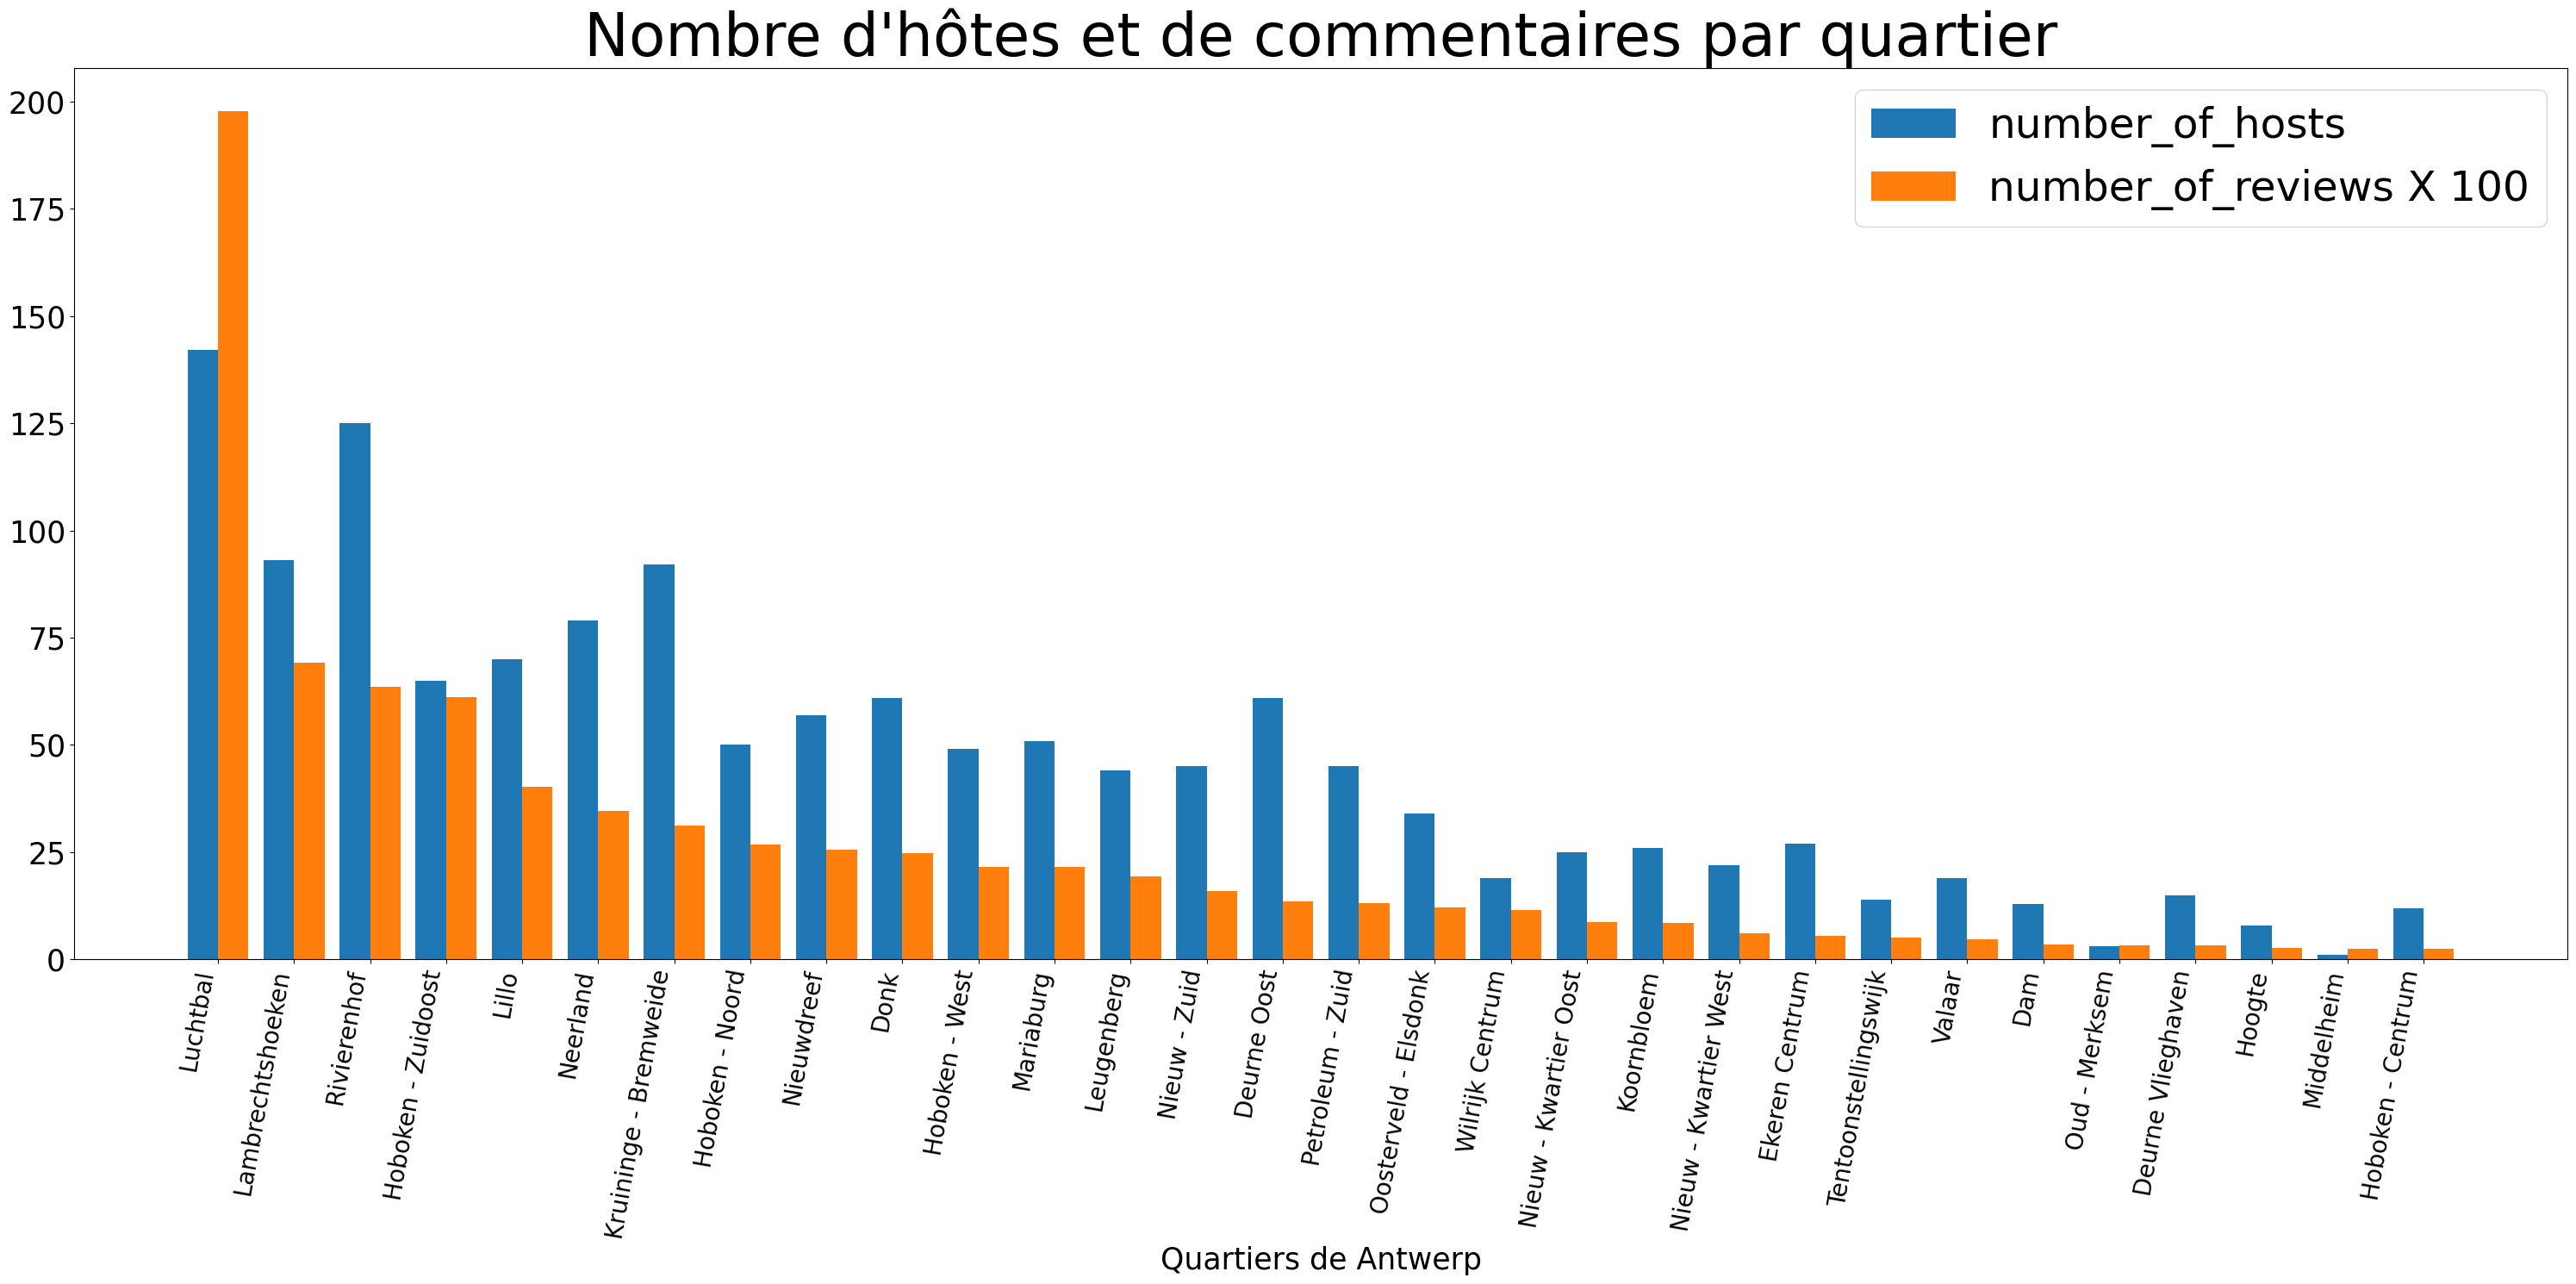 Nombre d'hôtes et de commentaires par quartier
number_of_hosts
number_of_reviews X 100
200
175
150
125
100
75
50
25
0
Luchtbal
Lambrechtshoeken
Rivierenhof
Hoboken - Zuidoost
Lillo
Neerland
Kruininge - Bremweide
Hoboken - Noord
Nieuwdreef
Donk
Hoboken - West
Mariaburg
Leugenberg
Nieuw - Zuid
Deurne Oost
Petroleum - Zuid
Oosterveld - Elsdonk
Wilrijk Centrum
Nieuw - Kwartier Oost
Koornbloem
Nieuw - Kwartier West
Ekeren Centrum
Tentoonstellingswijk
Valaar
Dam
Oud - Merksem
Deurne Vlieghaven
Hoogte
Middelheim
Hoboken - Centrum
Quartiers de Antwerp